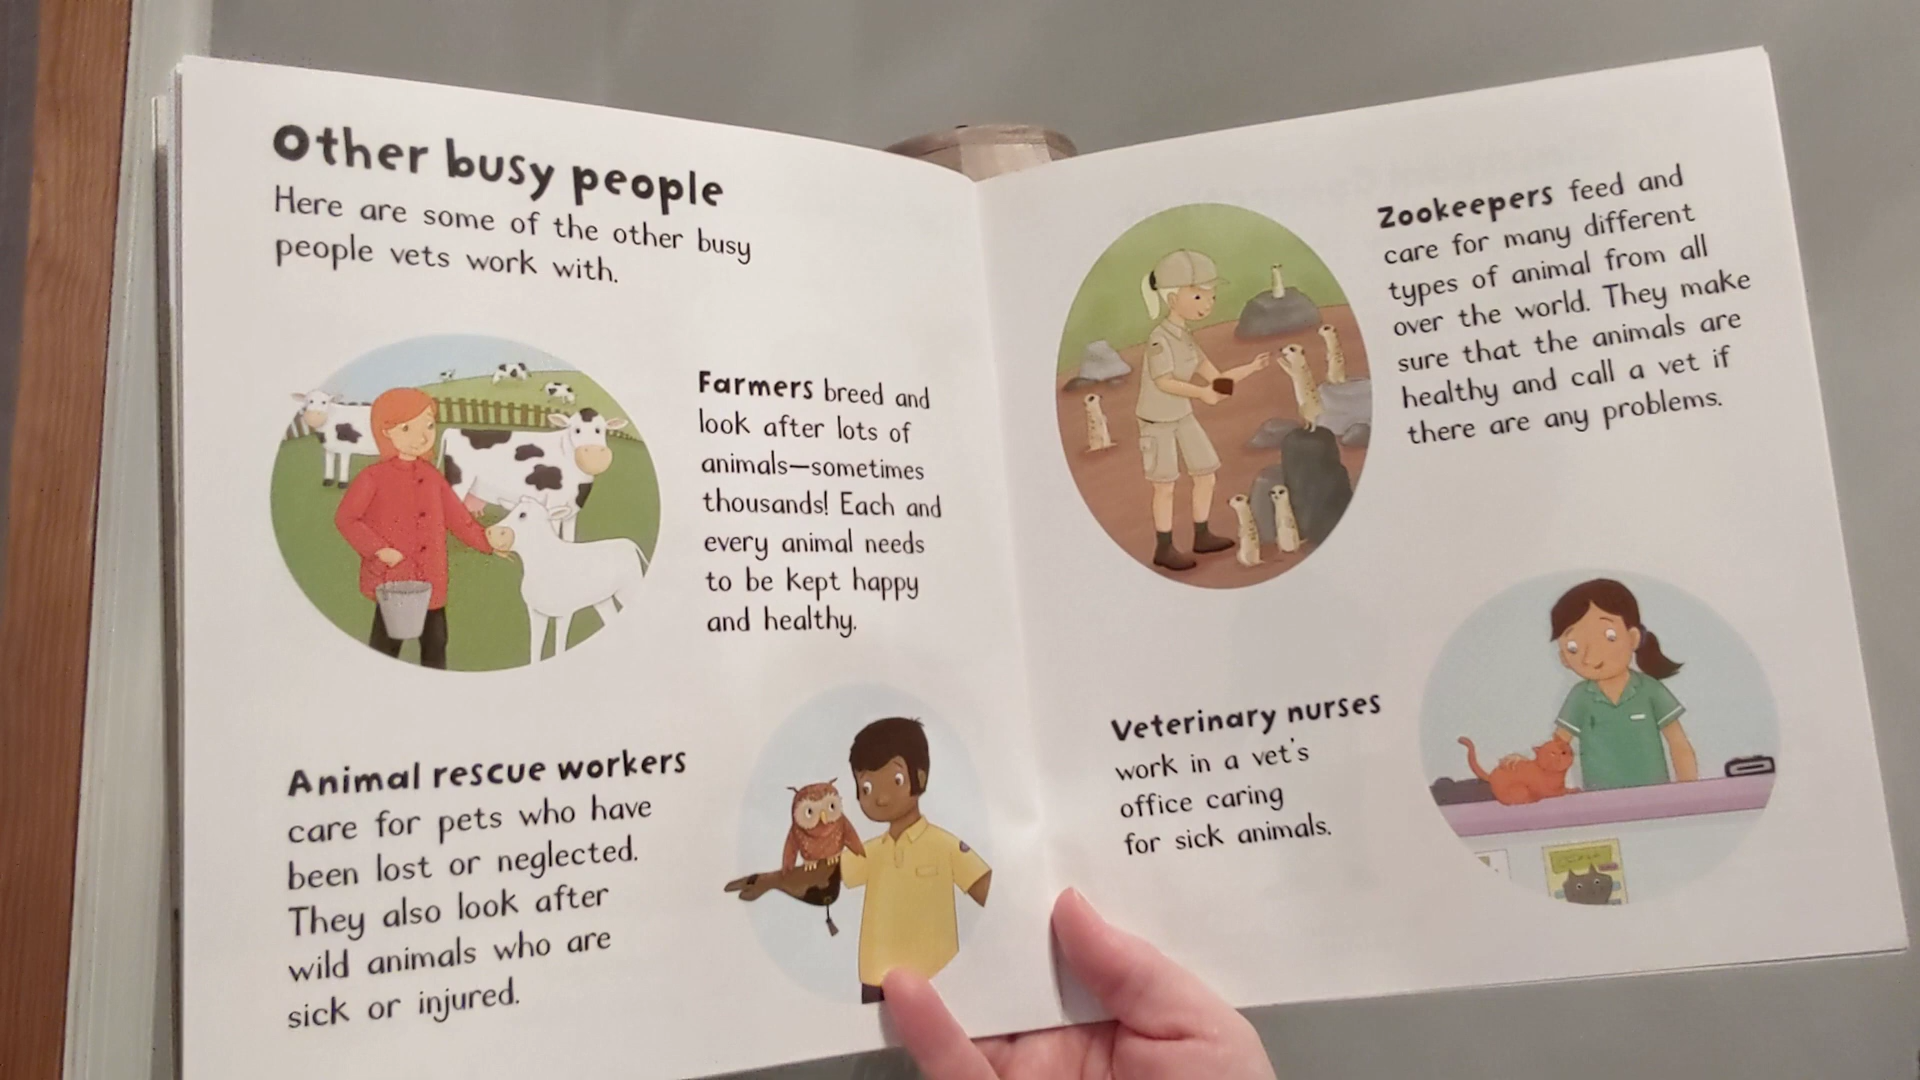 Other busy people
Here are some of the other busy
people vets work with.
Farmers breed and
look after lots of
animals—sometimes
thousands! Each and
every animal needs
to be kept happy
and healthy.
Animal rescue workers
care for pets who have
been lost or neglected.
They also look after
wild animals who are
sick or injured.
Zookeepers feed and
care for many different
types of animal from all
over the world. They make
sure that the animals are
healthy and call a vet if
there are any problems.
Veterinary nurses
work in a vet's
office caring
for sick animals.